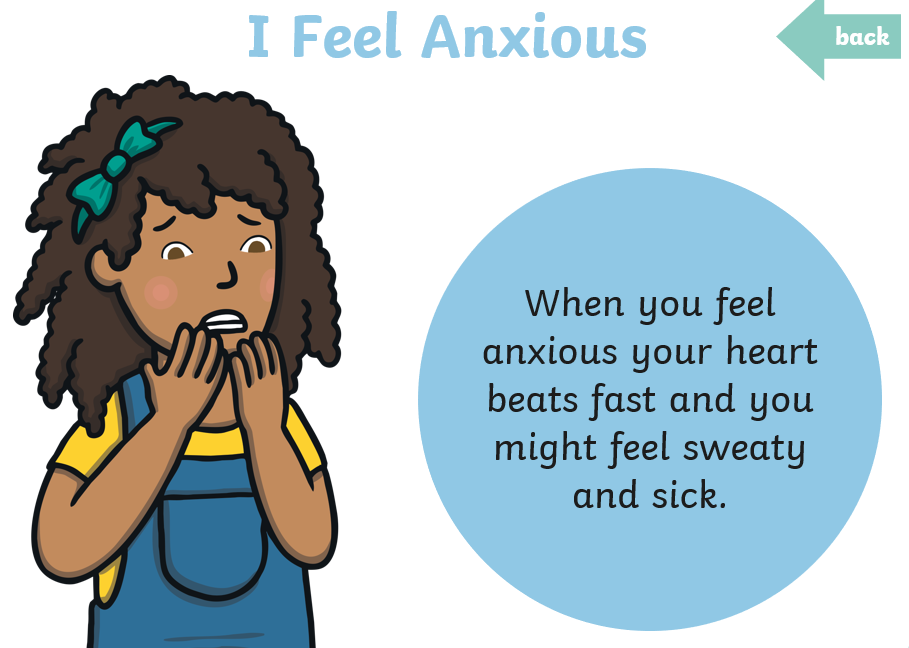 I Feel Anxious
back
When you feel
anxious your heart
beats fast and you
might feel sweaty
and sick.